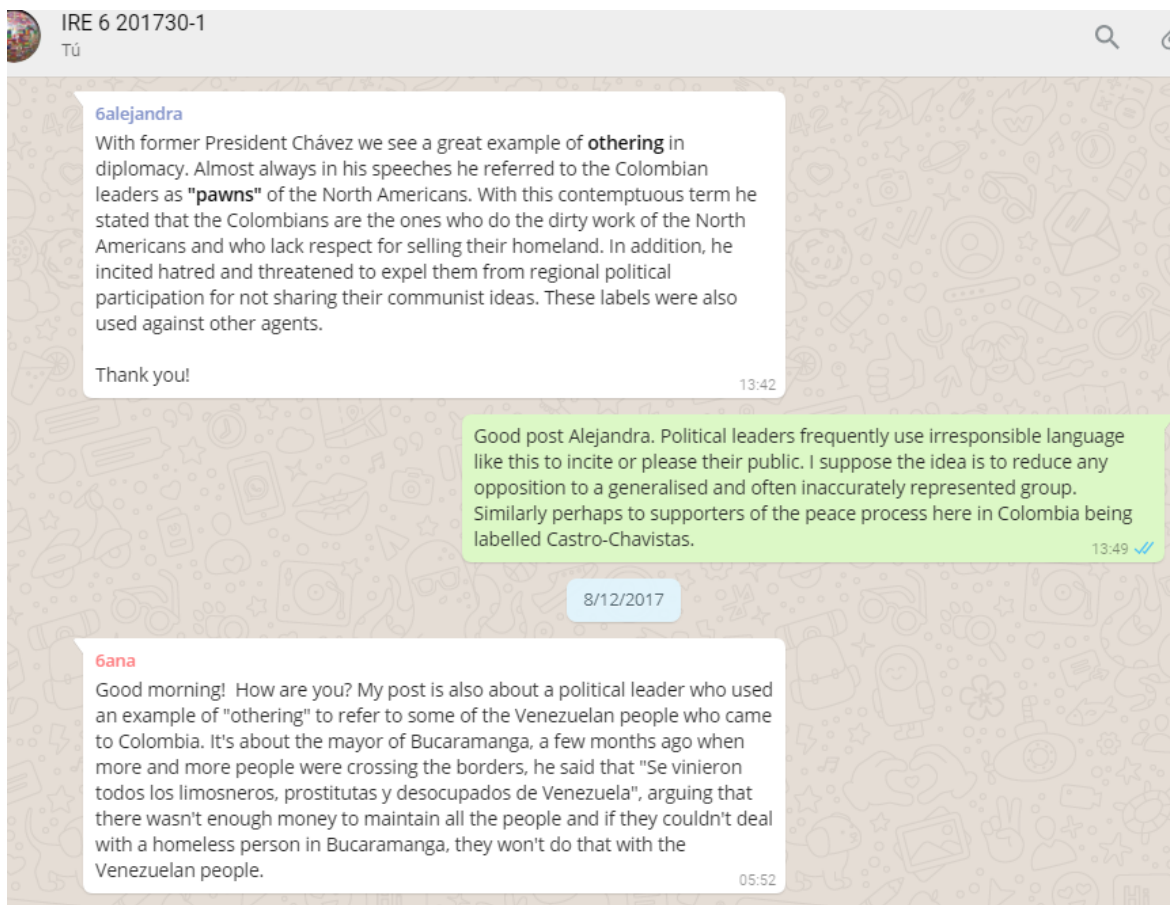 IRE 6 201730-1
Tú
6alejandra
With former President Chávez we see a great example of othering in
diplomacy. Almost always in his speeches he referred to the Colombian
leaders as "pawns" of the North Americans. With this contemptuous term he
stated that the Colombians are the ones who do the dirty work of the North
Americans and who lack respect for selling their homeland. In addition, he
incited hatred and threatened to expel them from regional political
participation for not sharing their communist ideas. These labels were also
used against other agents.
Thank you!
13:42
Good post Alejandra. Political leaders frequently use irresponsible language
like this to incite or please their public. I suppose the idea is to reduce any
opposition to a generalised and often inaccurately represented group.
Similarly perhaps to supporters of the peace process here in Colombia being
labelled Castro-Chavistas.
13:49
8/12/2017
6ana
Good morning! How are you? My post is also about a political leader who used
an example of "othering" to refer to some of the Venezuelan people who came
to Colombia. It's about the mayor of Bucaramanga, a few months ago when
more and more people were crossing the borders, he said that "Se vinieron
todos los limosneros, prostitutas y desocupados de Venezuela", arguing that
there wasn't enough money to maintain all the people and if they couldn't deal
with a homeless person in Bucaramanga, they won't do that with the
Venezuelan people.
05:52